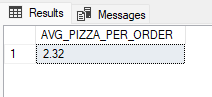 Results Messages
AVG_PIZZA_PER_ORDER
1 2.32